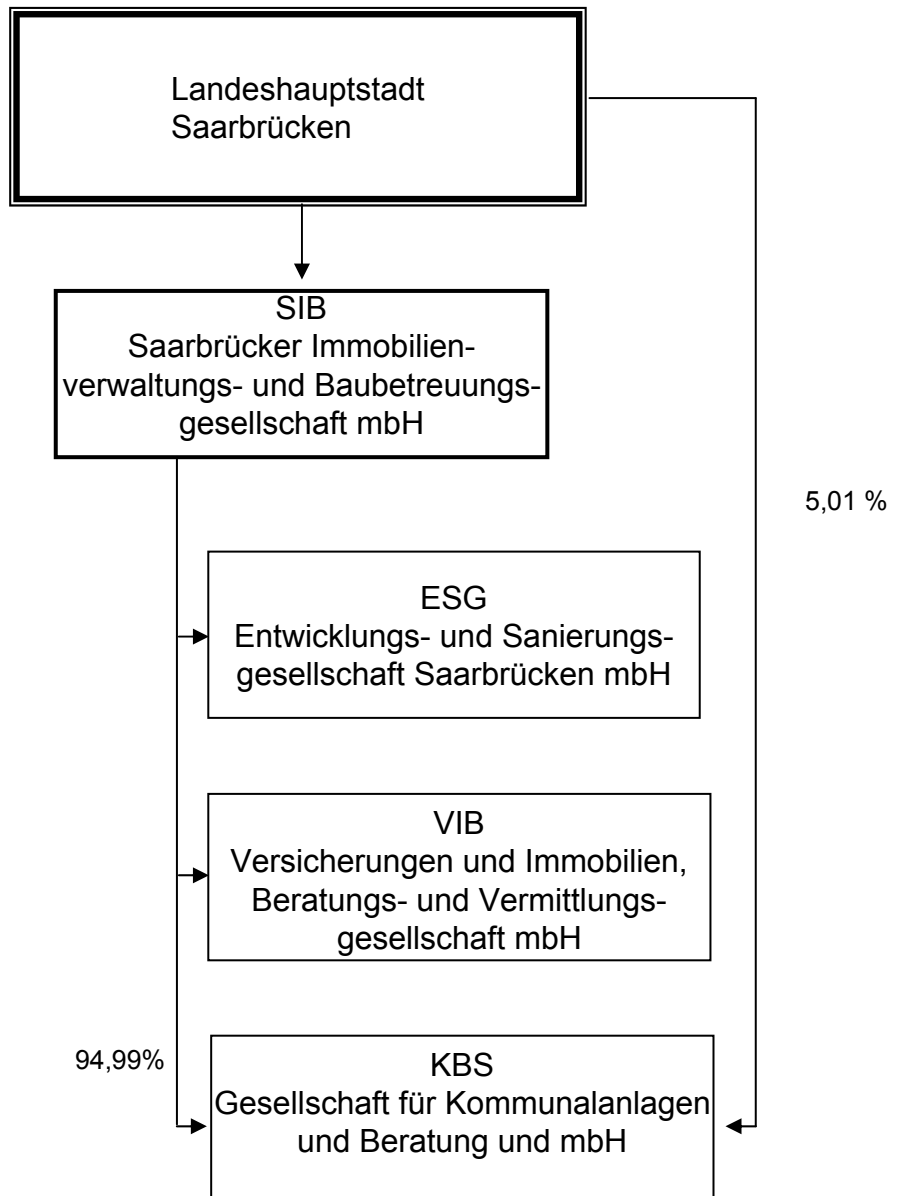 Landeshauptstadt
Saarbrücken
SIB
Saarbrücker Immobilien-
verwaltungs- und Baubetreuungs-
gesellschaft mbH
5,01 %
ESG
Entwicklungs- und Sanierungs-
gesellschaft Saarbrücken mbH
VIB
Versicherungen und Immobilien,
Beratungs- und Vermittlungs-
gesellschaft mbH
94,99%
KBS
Gesellschaft für Kommunalanlagen
und Beratung und mbH